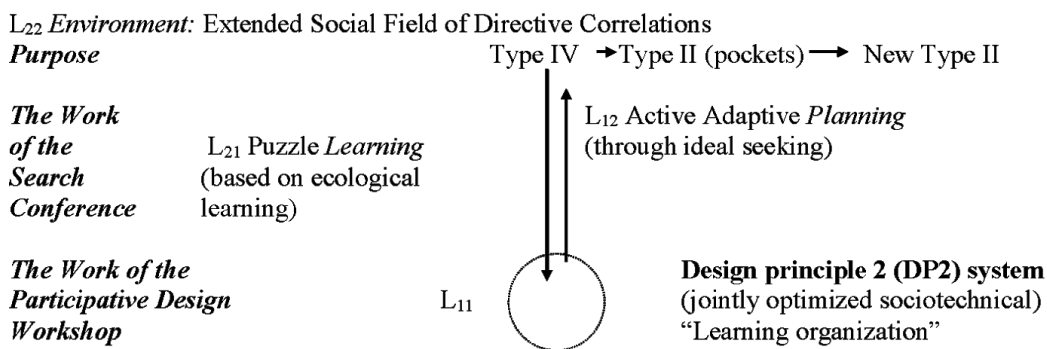 L22 Environment: Extended Social Field of Directive Correlations
Purpose Type IV → Type II (pockets) → New Type II
The Work L12 Active Adaptive Planning
of the L21 Puzzle Learning (through ideal seeking)
Search (based on ecological
Conference learning)
The Work of the Design principle 2 (DP2) system
Participative Design L11 (jointly optimized sociotechnical)
Workshop “Learning organization”